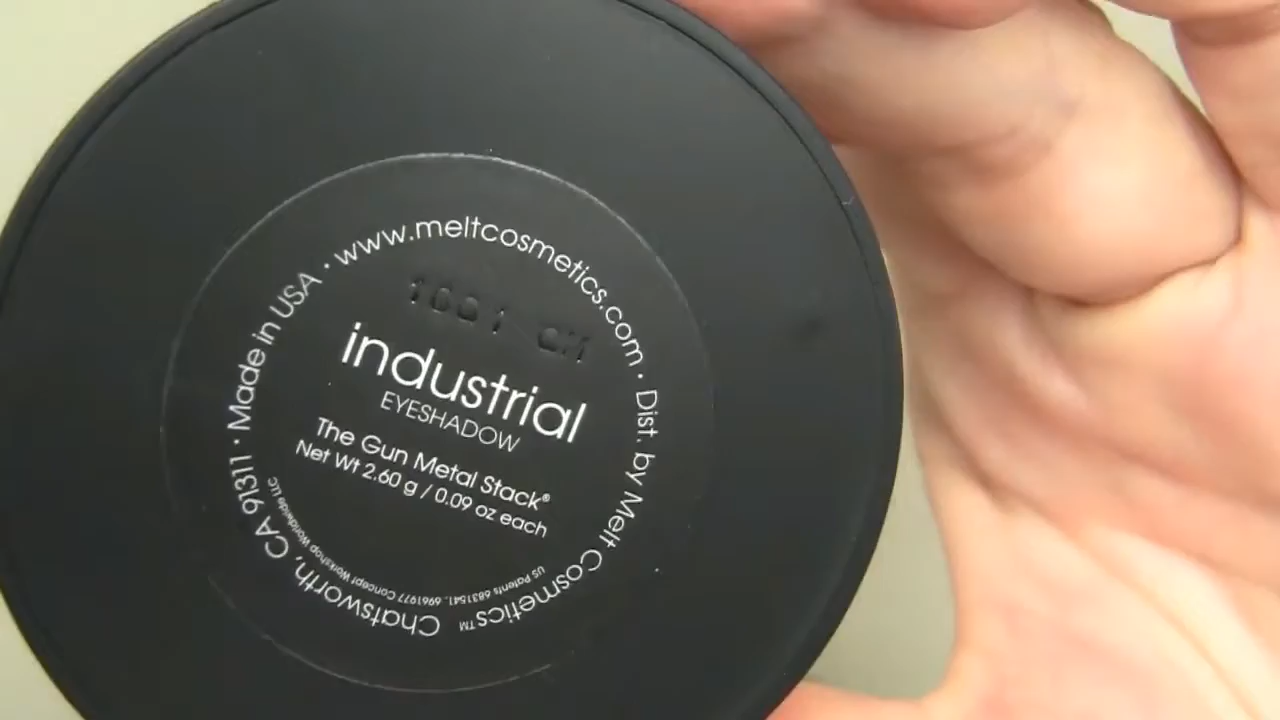 www.meltcosmetics.com · Dist. by Melt Cosmetics™ Chatsworth, CA 91311 · Made in USA ·
industrial
EYESHADOW
The Gun Metal Stack®
Net Wt 2.60 g / 0.09 oz each
US Patents 6831541, 6961977 Concept Workshop Worldwide LLC